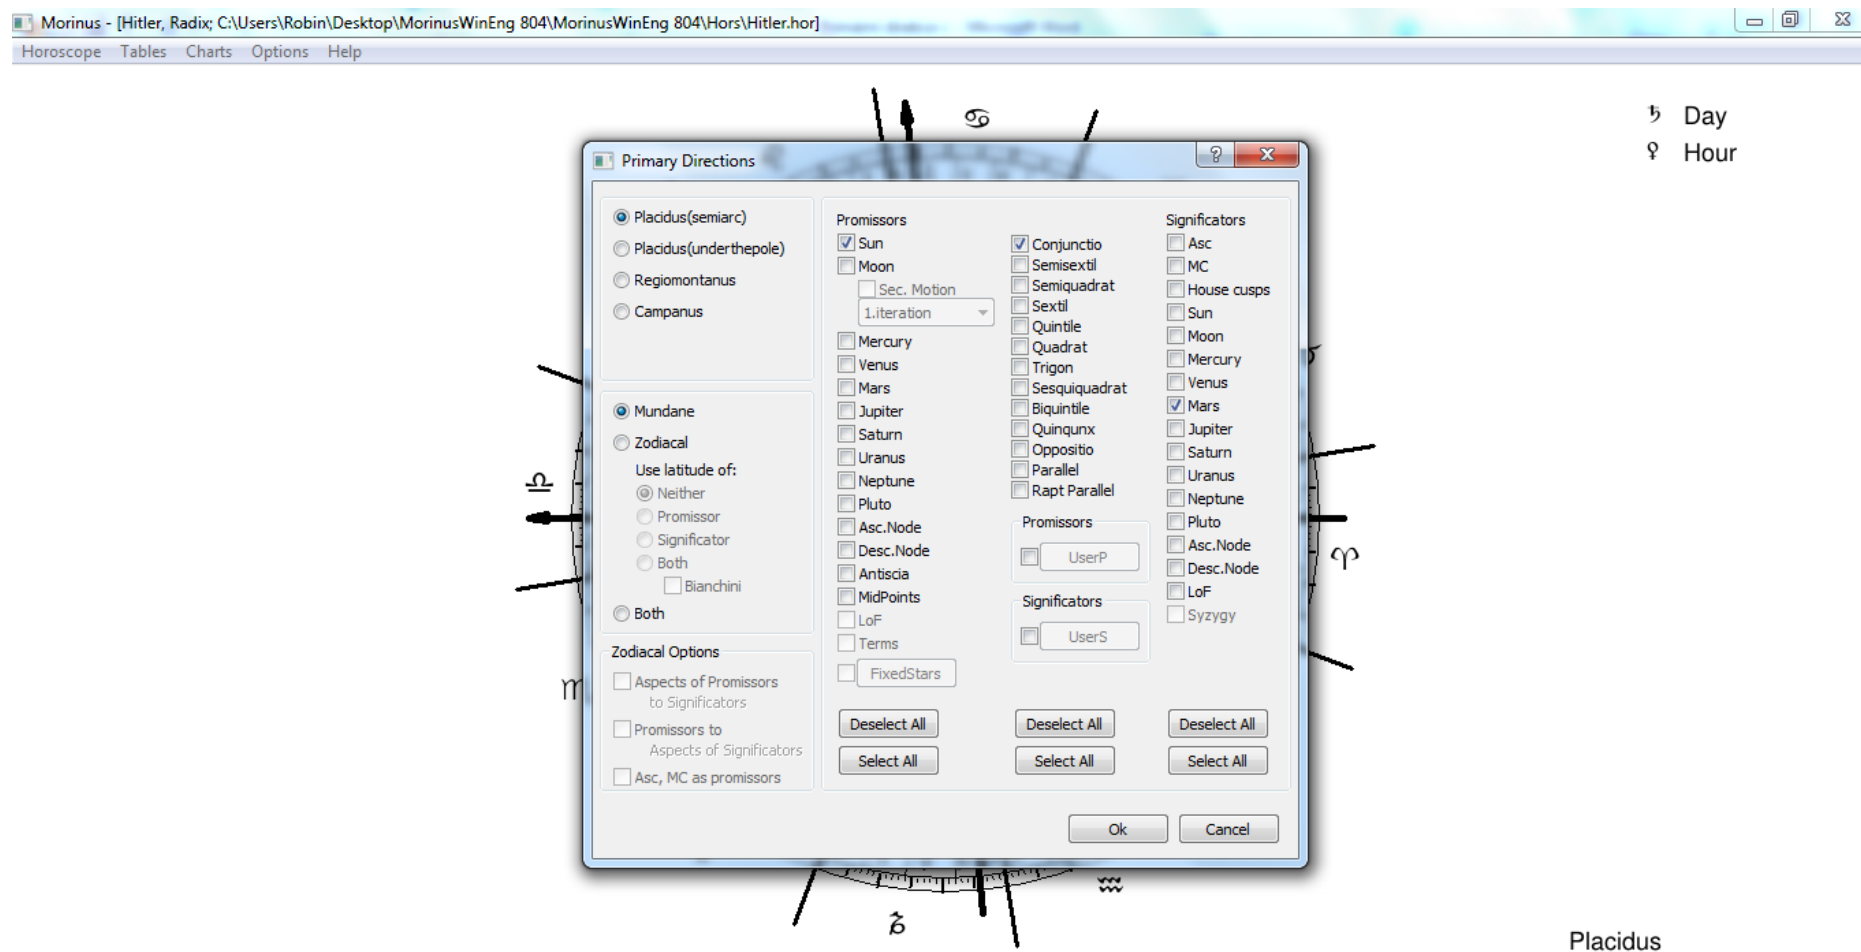 Morinus - [Hitler, Radix; C:\Users\Robin\Desktop\MorinusWinEng 804\MorinusWinEng 804\Hors\Hitler.hor]
Horoscope Tables Charts Options Help
♋
♄ Day
♀ Hour
Primary Directions
Placidus(semiarc)
Placidus(underthepole)
Regiomontanus
Campanus
Mundane
Zodiacal
Use latitude of:
Neither
Promissor
Significator
Both
Bianchini
Both
Zodiacal Options
Aspects of Promissors
to Significators
Promissors to
Aspects of Significators
Asc, MC as promissors
Promissors
Sun
Moon
Sec. Motion
1.iteration
Mercury
Venus
Mars
Jupiter
Saturn
Uranus
Neptune
Pluto
Asc.Node
Desc.Node
Antiscia
MidPoints
LoF
Terms
FixedStars
Deselect All
Select All
Conjunctio
Semisextil
Semiquadrat
Sextil
Quintile
Quadrat
Trigon
Sesquiquadrat
Biquintile
Quinqunx
Oppositio
Parallel
Rapt Parallel
Promissors
UserP
Significators
UserS
Deselect All
Select All
Significators
Asc
MC
House cusps
Sun
Moon
Mercury
Venus
Mars
Jupiter
Saturn
Uranus
Neptune
Pluto
Asc.Node
Desc.Node
LoF
Syzygy
Deselect All
Select All
Ok Cancel
♎
♈
♒
♑
Placidus